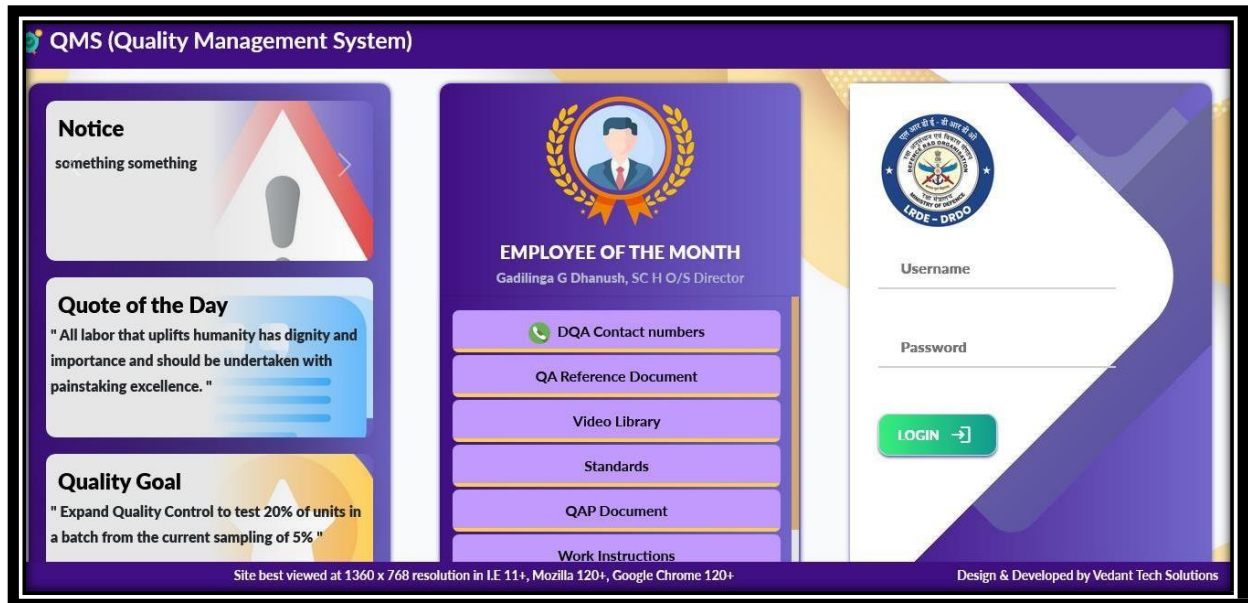 QMS (Quality Management System)
Notice
something something
Quote of the Day
" All labor that uplifts humanity has dignity and
importance and should be undertaken with
painstaking excellence. "
Quality Goal
" Expand Quality Control to test 20% of units in
a batch from the current sampling of 5% "
EMPLOYEE OF THE MONTH
Gadilinga G Dhanush, SC H O/S Director
DQA Contact numbers
QA Reference Document
Video Library
Standards
QAP Document
Work Instructions
DEFENCE R&D ORGANISATION
MINISTRY OF DEFENCE
LRDE - DRDO
Username
Password
LOGIN
Site best viewed at 1360 x 768 resolution in I.E 11+, Mozilla 120+, Google Chrome 120+
Design & Developed by Vedant Tech Solutions